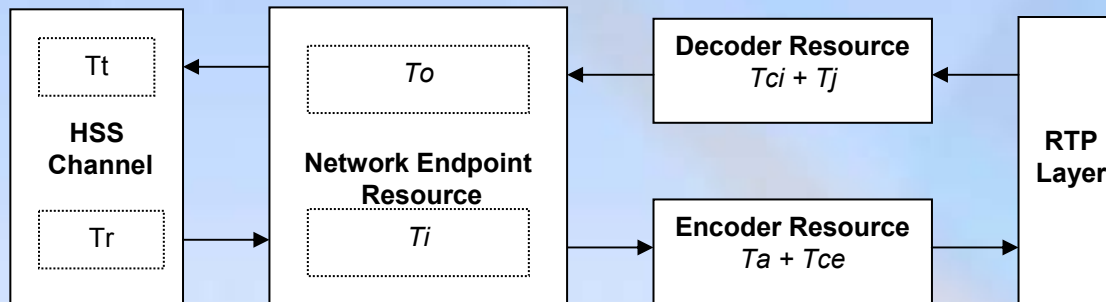 Tt
HSS
Channel
Tr
To
Network Endpoint
Resource
Ti
Decoder Resource
Tci + Tj
Encoder Resource
Ta + Tce
RTP
Layer